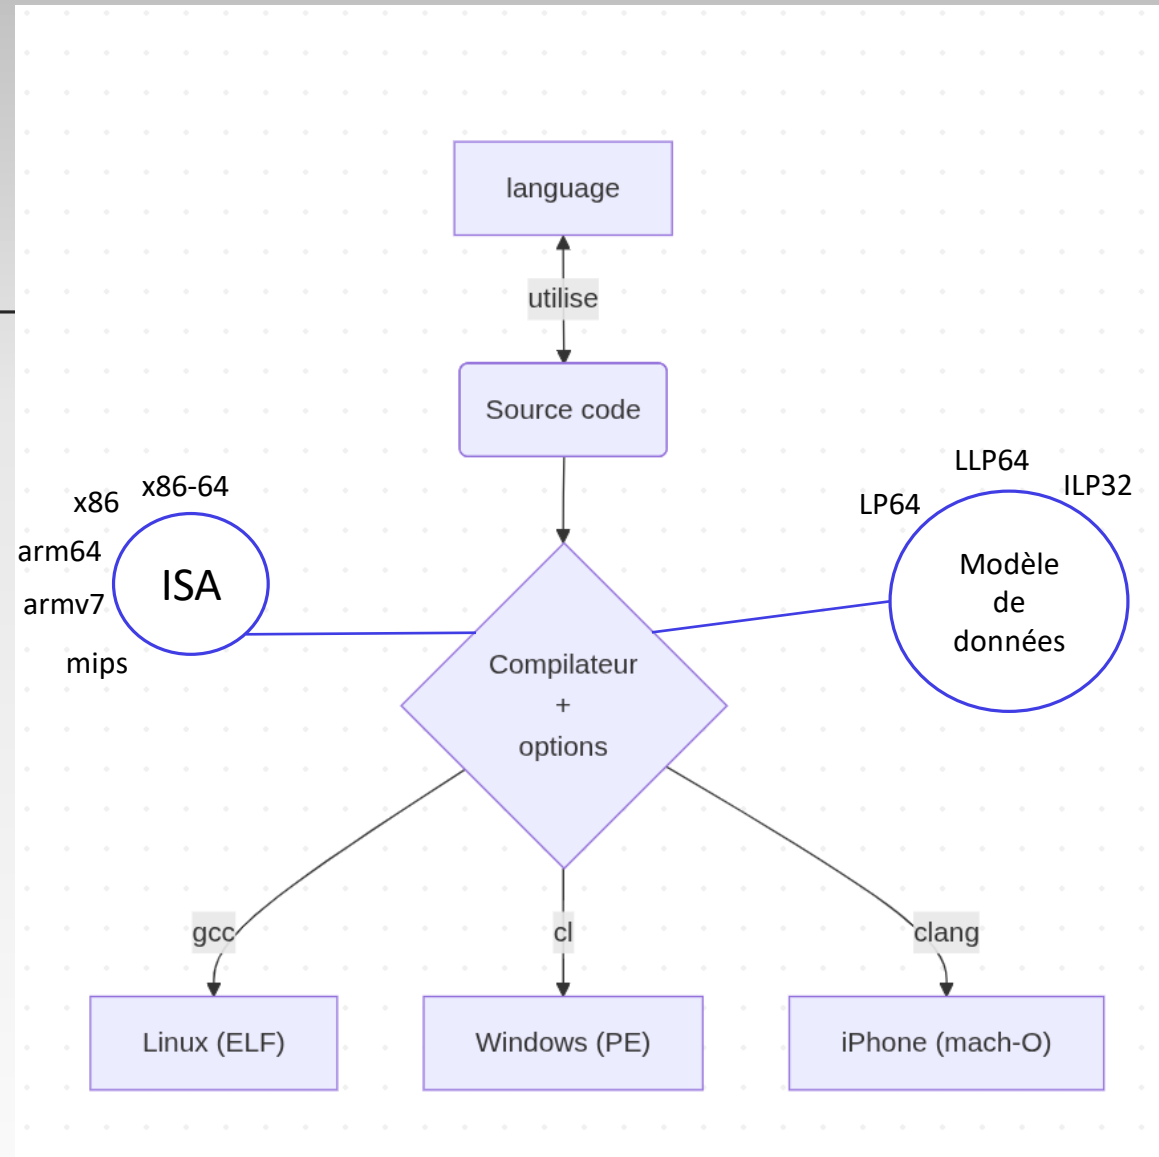 language
utilise
Source code
LLP64
ILP32
LP64
x86-64
x86
arm64
armv7
mips
ISA
Modèle
de
données
Compilateur
+
options
gcc
cl
clang
Linux (ELF)
Windows (PE)
iPhone (mach-O)